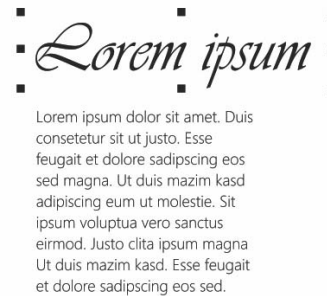 Lorem ipsum
Lorem ipsum dolor sit amet. Duis
consetetur sit ut justo. Esse
feugait et dolore sadipscing eos
sed magna. Ut duis mazim kasd
adipiscing eum ut molestie. Sit
ipsum voluptua vero sanctus
eirmod. Justo clita ipsum magna
Ut duis mazim kasd. Esse feugait
et dolore sadipscing eos sed.